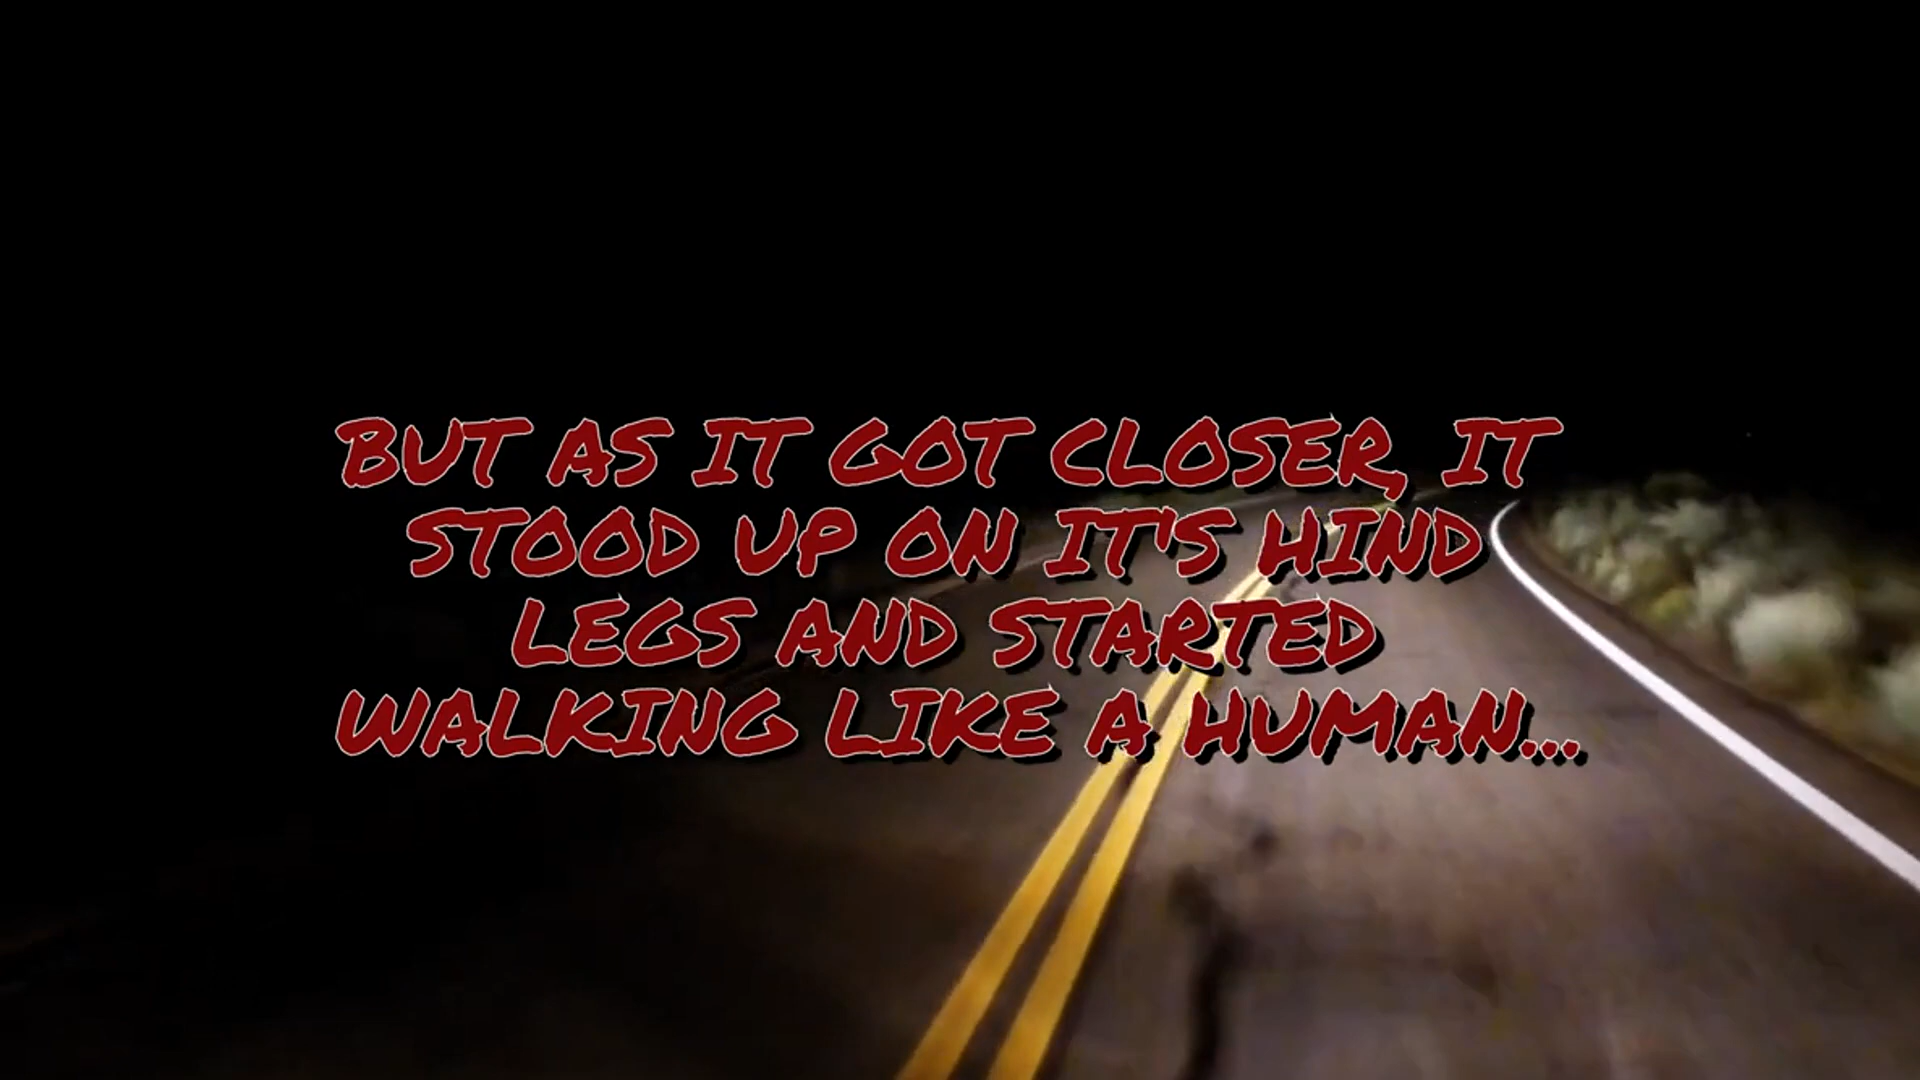 BUT AS IT GOT CLOSER, IT
STOOD UP ON IT'S HIND
LEGS AND STARTED
WALKING LIKE A HUMAN...